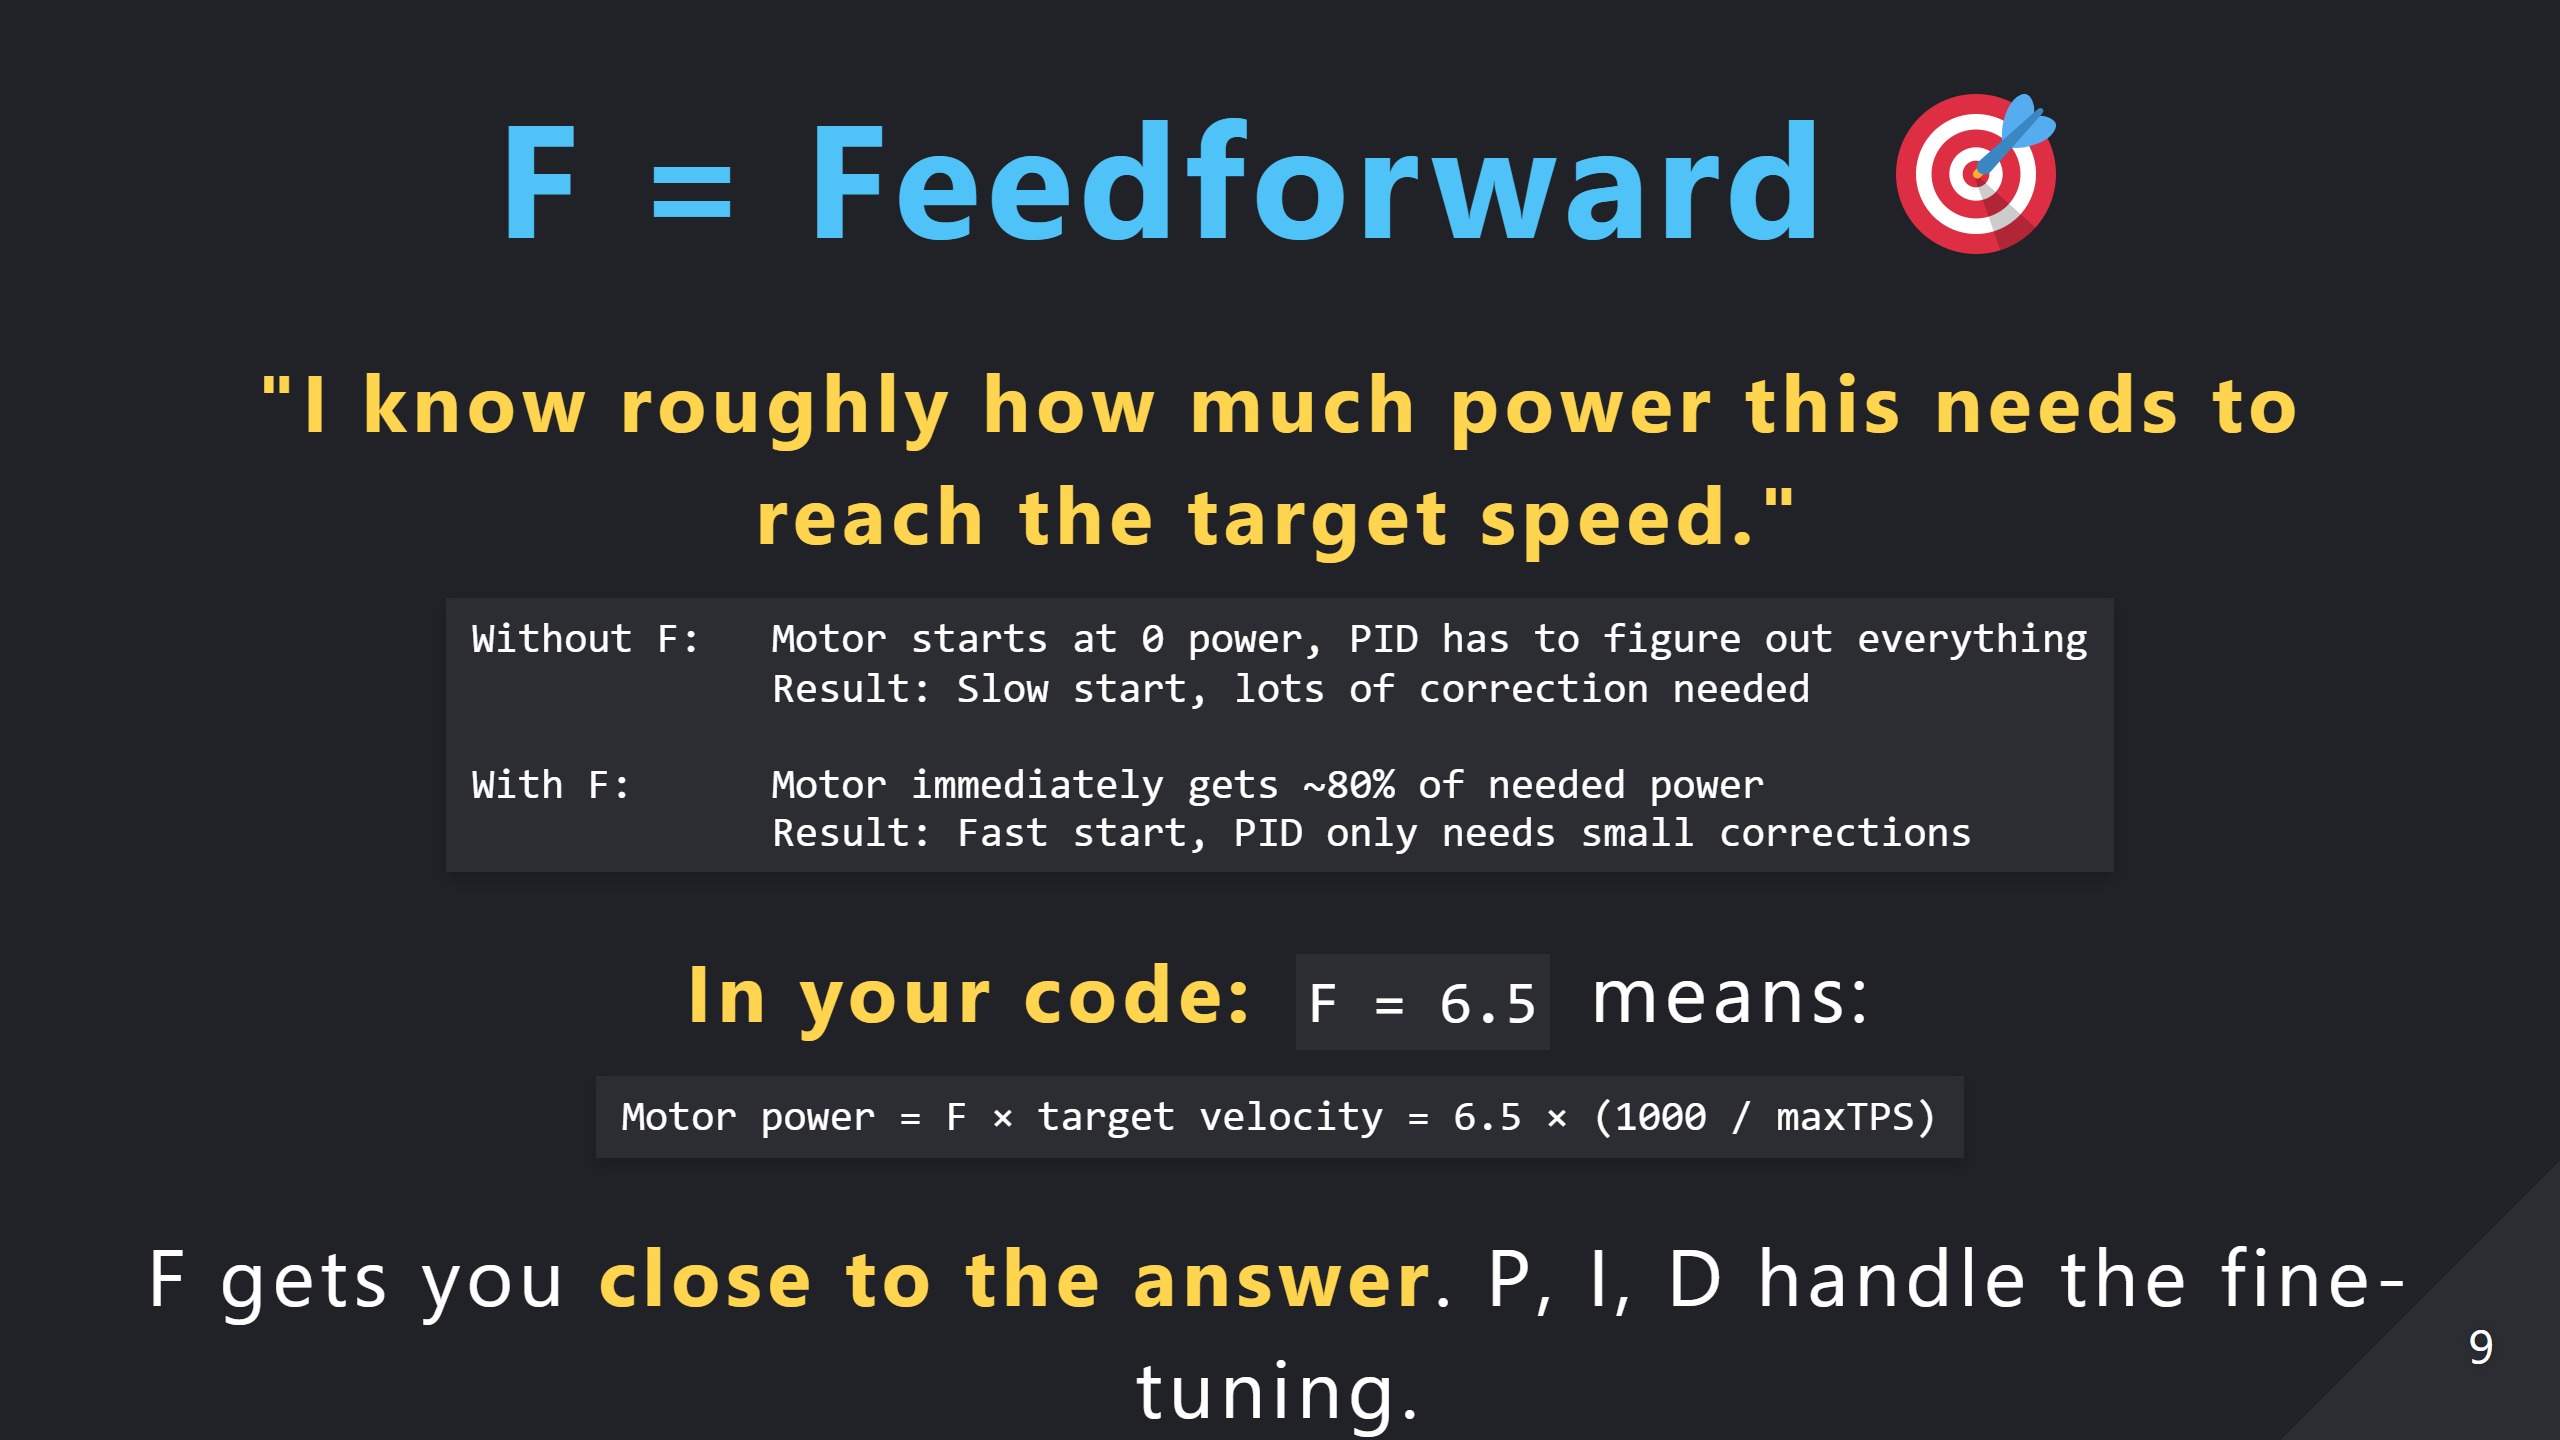 F = Feedforward 🎯
"I know roughly how much power this needs to
reach the target speed."
Without F:   Motor starts at 0 power, PID has to figure out everything
             Result: Slow start, lots of correction needed
With F:      Motor immediately gets ~80% of needed power
             Result: Fast start, PID only needs small corrections
In your code: F = 6.5 means:
Motor power = F × target velocity = 6.5 × (1000 / maxTPS)
F gets you close to the answer. P, I, D handle the fine-
tuning.
9